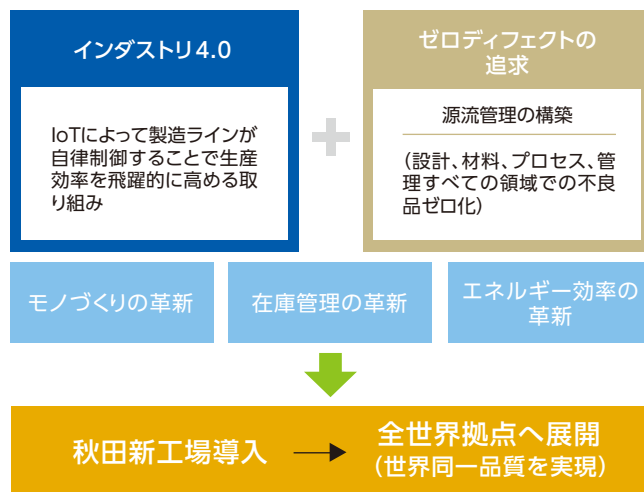 インダストリ4.0
IoTによって製造ラインが
自律制御することで生産
効率を飛躍的に高める取
り組み
ゼロディフェクトの
追求
源流管理の構築
(設計、材料、プロセス、管
理すべての領域での不良
品ゼロ化)
モノづくりの革新
在庫管理の革新
エネルギー効率の
革新
秋田新工場導入
全世界拠点へ展開
(世界同一品質を実現)